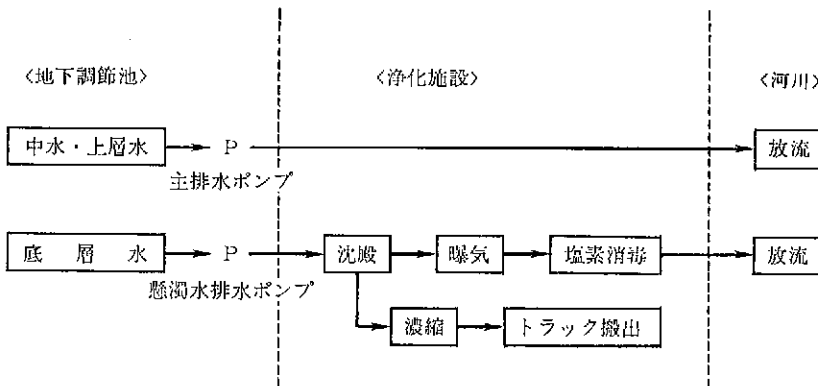 〈地下調節池〉 〈浄化施設〉 〈河川〉
中水・上層水 P 放流
主排水ポンプ
底層水 P 沈殿 曝気 塩素消毒 放流
懸濁水排水ポンプ
濃縮 トラック搬出